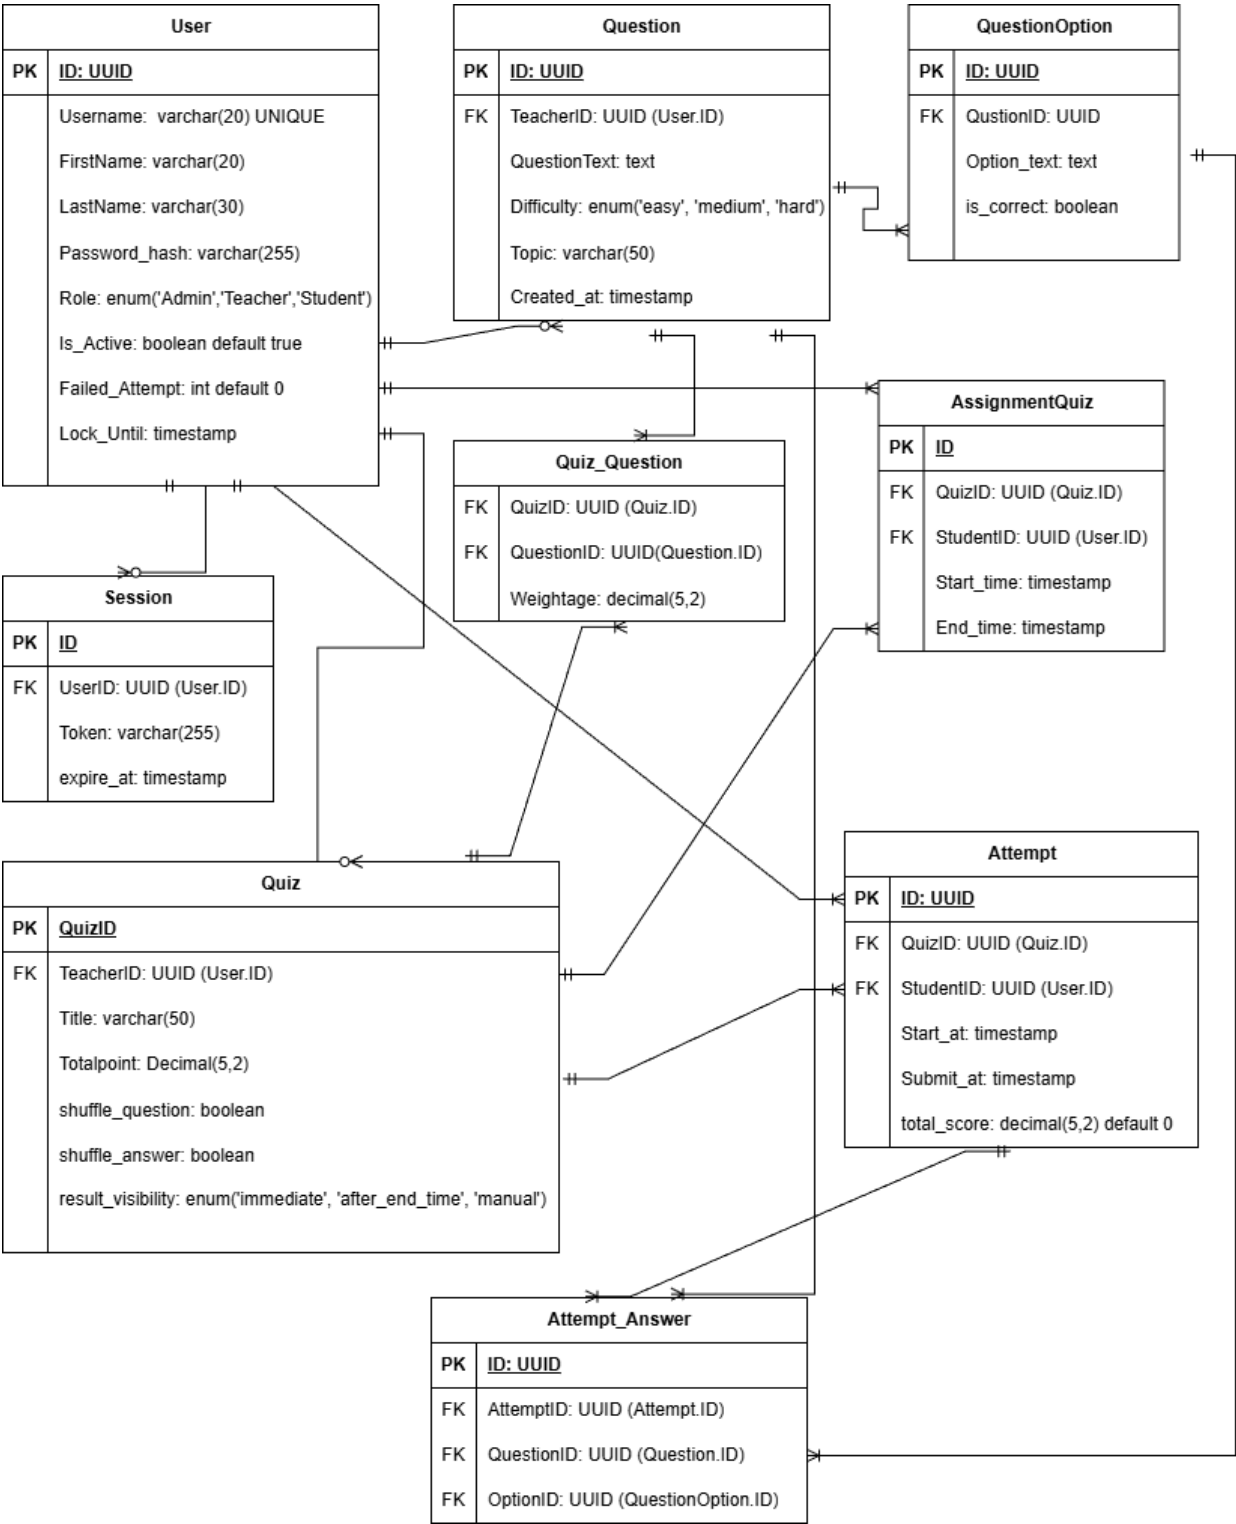 User
PK ID: UUID
Username: varchar(20) UNIQUE
FirstName: varchar(20)
LastName: varchar(30)
Password_hash: varchar(255)
Role: enum('Admin','Teacher','Student')
Is_Active: boolean default true
Failed_Attempt: int default 0
Lock_Until: timestamp
Question
PK ID: UUID
FK TeacherID: UUID (User.ID)
QuestionText: text
Difficulty: enum('easy', 'medium', 'hard')
Topic: varchar(50)
Created_at: timestamp
QuestionOption
PK ID: UUID
FK QustionID: UUID
Option_text: text
is_correct: boolean
AssignmentQuiz
PK ID
FK QuizID: UUID (Quiz.ID)
FK StudentID: UUID (User.ID)
Start_time: timestamp
End_time: timestamp
Quiz_Question
FK QuizID: UUID (Quiz.ID)
FK QuestionID: UUID(Question.ID)
Weightage: decimal(5,2)
Session
PK ID
FK UserID: UUID (User.ID)
Token: varchar(255)
expire_at: timestamp
Quiz
PK QuizID
FK TeacherID: UUID (User.ID)
Title: varchar(50)
Totalpoint: Decimal(5,2)
shuffle_question: boolean
shuffle_answer: boolean
result_visibility: enum('immediate', 'after_end_time', 'manual')
Attempt
PK ID: UUID
FK QuizID: UUID (Quiz.ID)
FK StudentID: UUID (User.ID)
Start_at: timestamp
Submit_at: timestamp
total_score: decimal(5,2) default 0
Attempt_Answer
PK ID: UUID
FK AttemptID: UUID (Attempt.ID)
FK QuestionID: UUID (Question.ID)
FK OptionID: UUID (QuestionOption.ID)